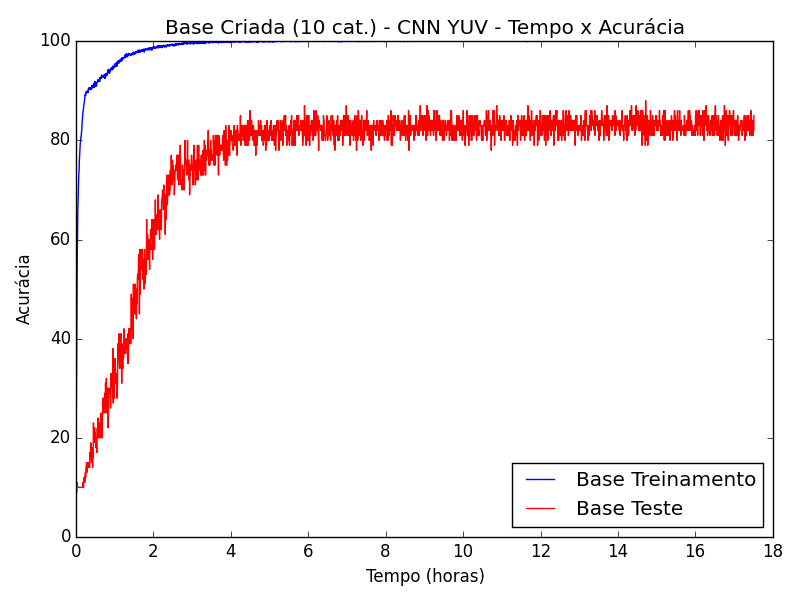 Base Criada (10 cat.) - CNN YUV - Tempo x Acurácia
100
80
60
40
20
0
Acurácia
Base Treinamento
Base Teste
0 2 4 6 8 10 12 14 16 18
Tempo (horas)